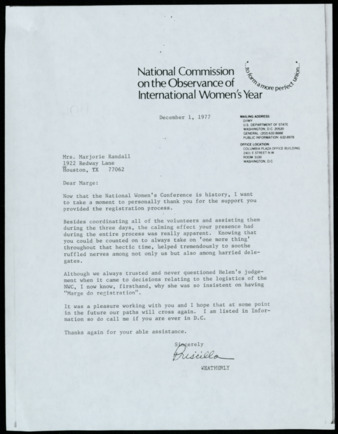 National Commission
on the Observance of
International Women's Year
...to form a more perfect union...
December 1, 1977
MAILING ADDRESS
D/IWY
U.S. DEPARTMENT OF STATE
WASHINGTON, D.C. 20520
OFFICE LOCATION
COLUMBIA PLAZA OFFICE BUILDING
ROOM 1004
WASHINGTON, D.C.
Mrs. Marjorie Randall
1922 Redway Lane
Houston, TX 77062
Dear Marge:
Now that the National Women's Conference is history, I want
to take a moment to personally thank you for the support you
provided the registration process.
Besides coordinating all of the volunteers and assisting them
during the three days, the calming effect your presence had
during the entire process was really apparent. Knowing that
you could be counted on to always take on 'one more thing'
throughout that hectic time, helped tremendously to soothe
ruffled nerves among not only us but also among harried dele-
gates.
Although we always trusted and never questioned Helen's judge-
ment when it came to decisions relating to the logistics of the
NWC, I now know, firsthand, why she was so insistent on having
"Marge do registration".
It was a pleasure working with you and I hope that at some point
in the future our paths will cross again. I am listed in
information so do call me if you are ever in D.C.
Thanks again for your able assistance.
Sincerely
Priscilla
WEATHERLY